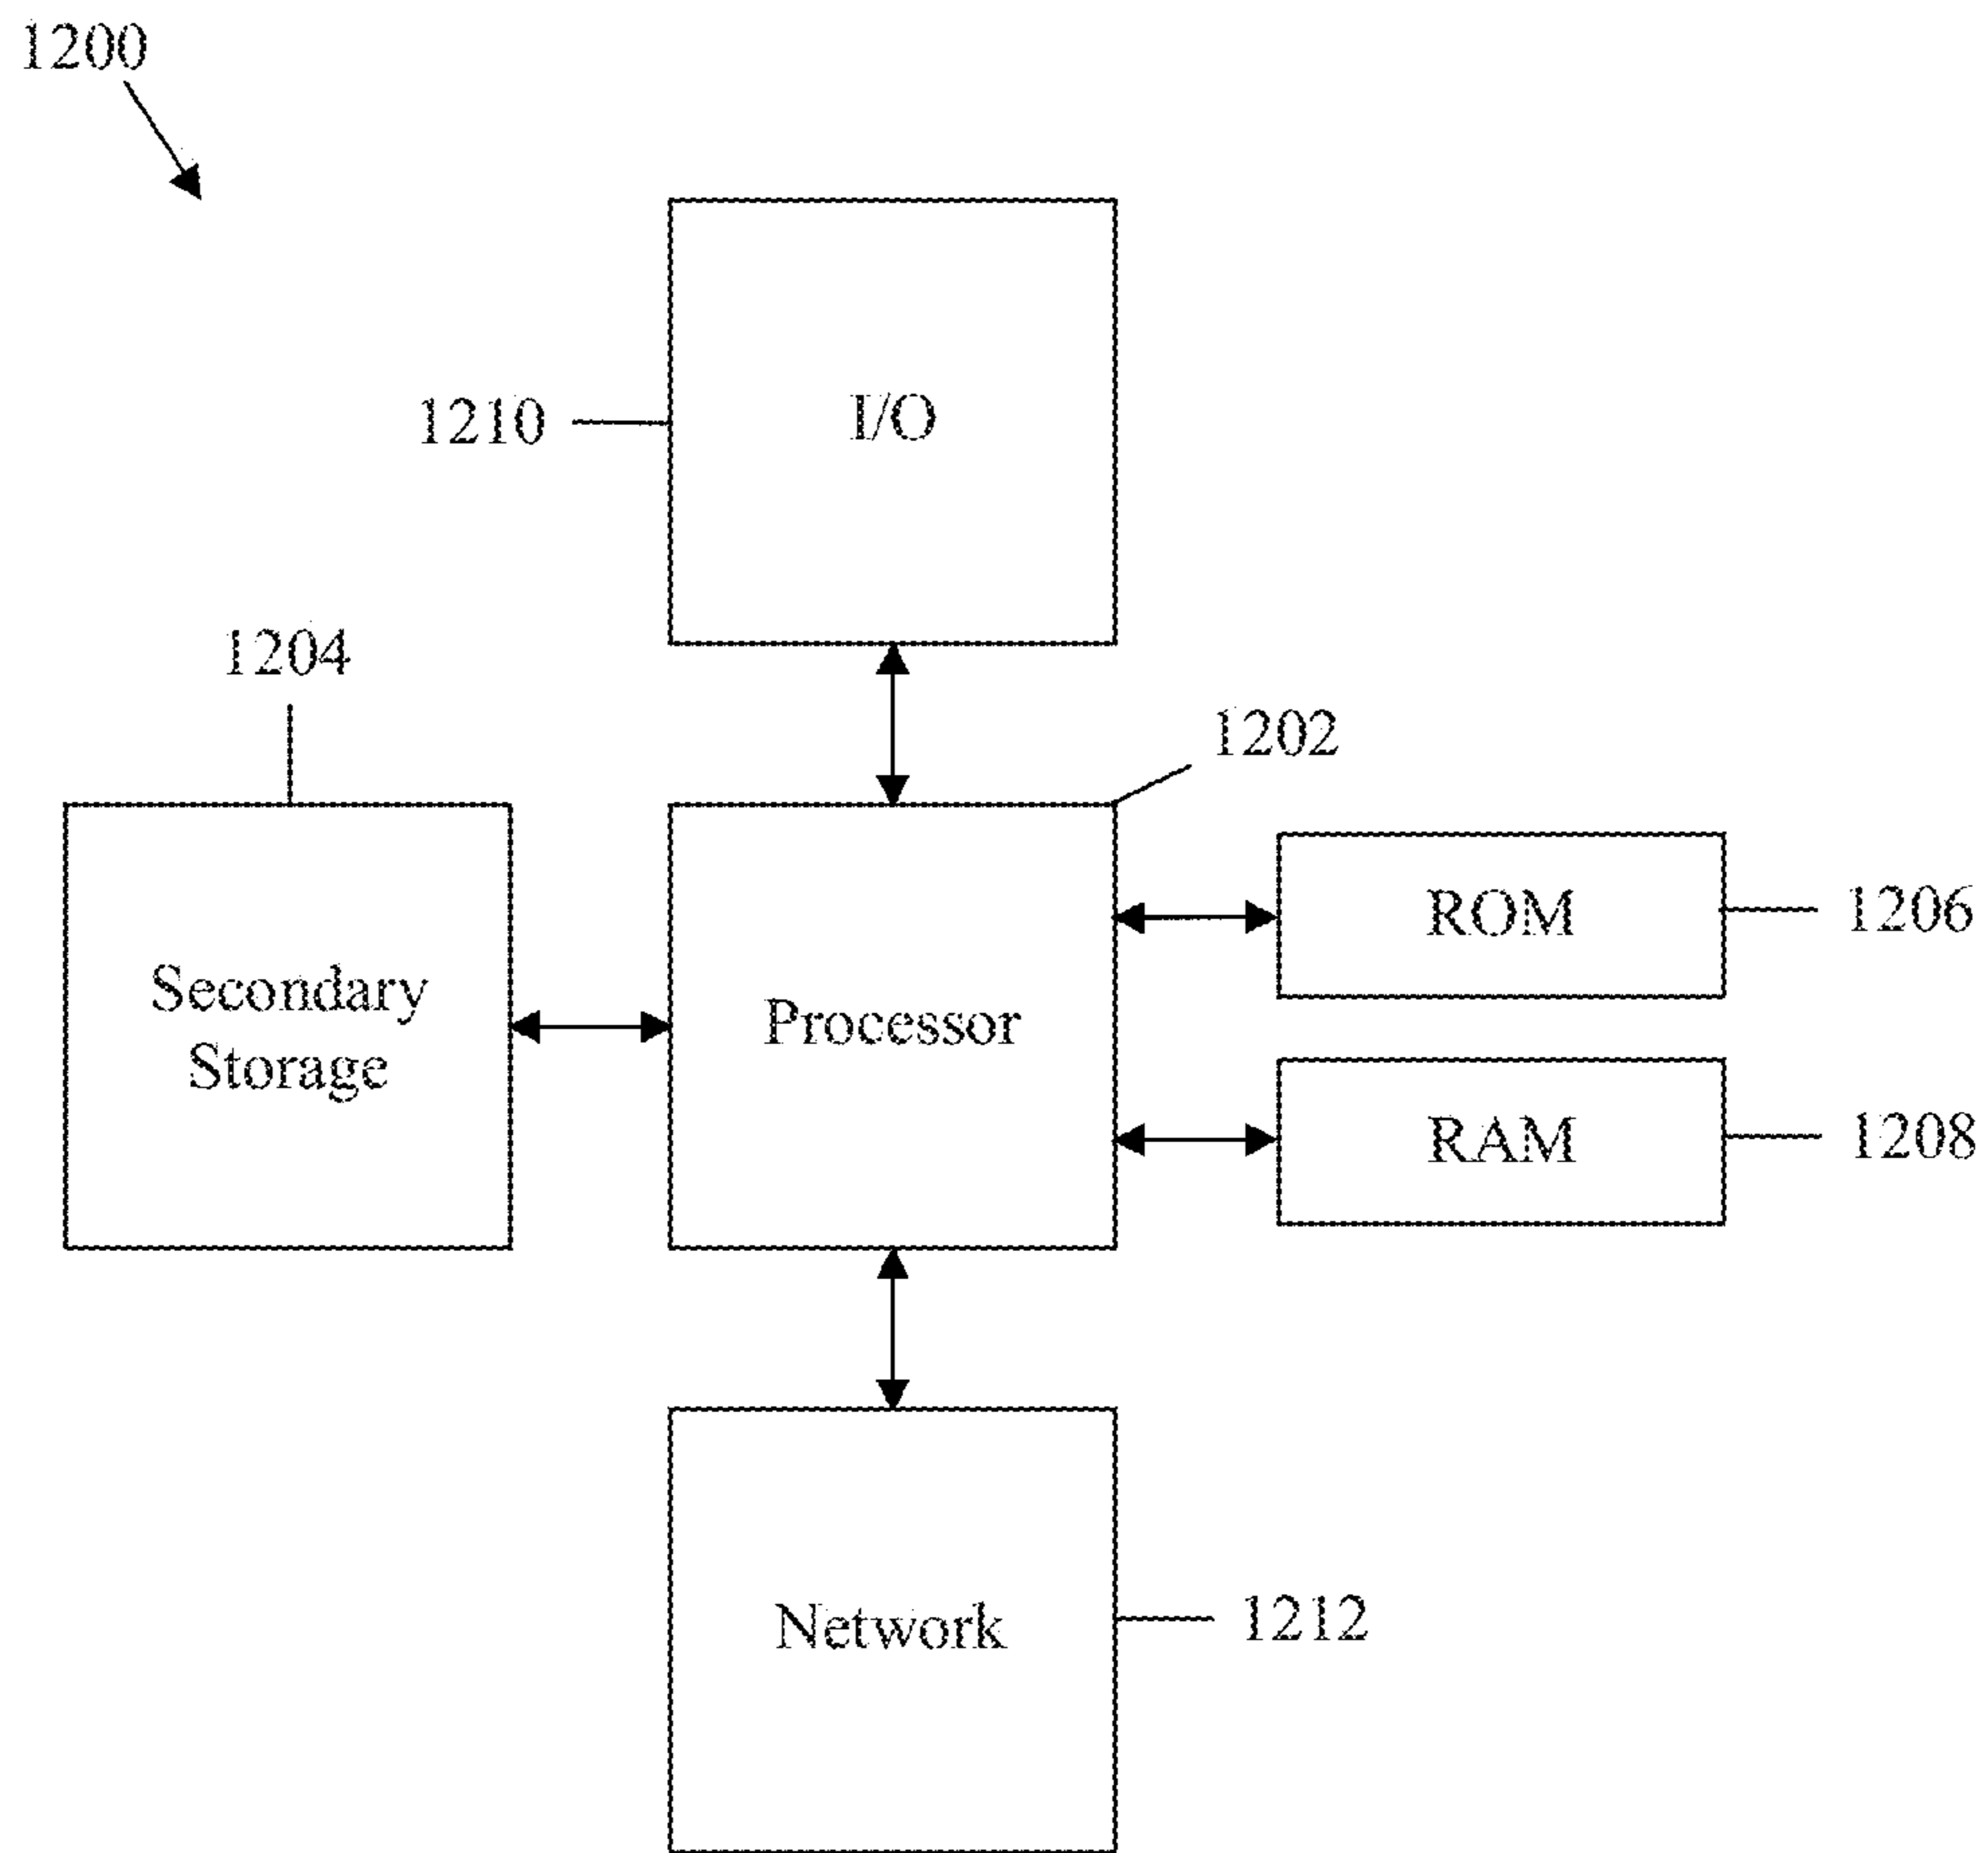 1200
I/O
1210
1204
1202
ROM
1206
Secondary
Storage
Processor
RAM
1208
Network
1212